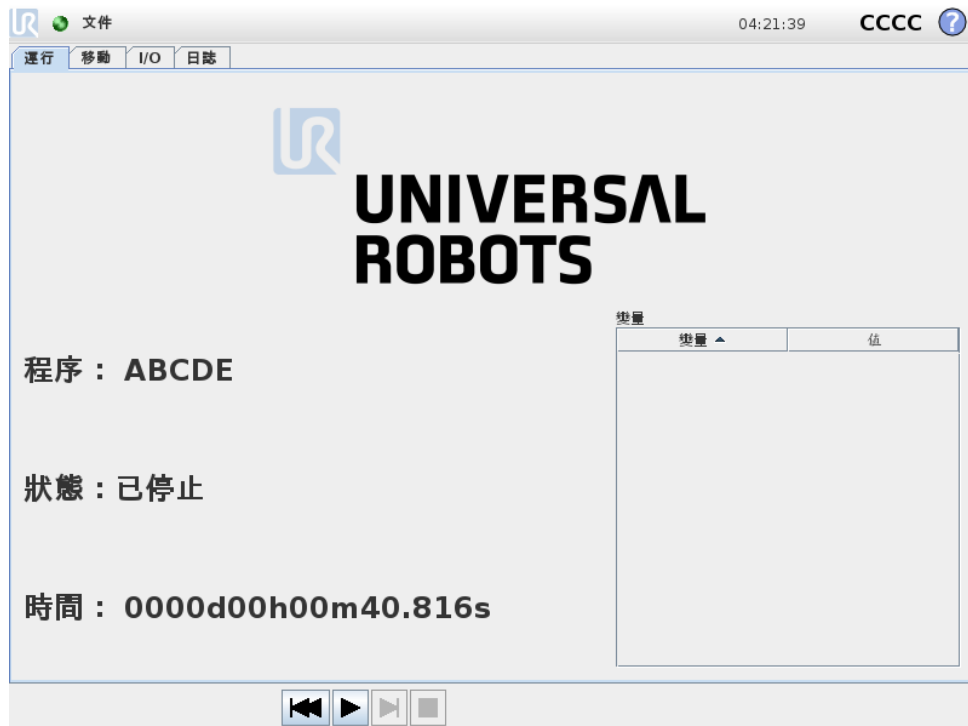 文件 04:21:39 CCCC ?
運行 移動 I/O 日誌
UR
UNIVERSAL
ROBOTS
變量
變量 值
程序： ABCDE
狀態：已停止
時間： 0000d00h00m40.816s